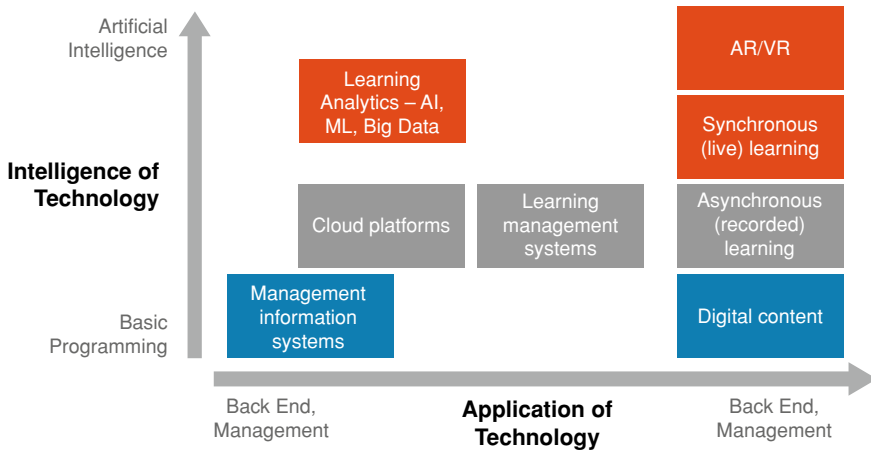 Artificial
Intelligence
AR/VR
Learning
Analytics – AI,
ML, Big Data
Synchronous
(live) learning
Intelligence of
Technology
Cloud platforms
Learning
management
systems
Asynchronous
(recorded)
learning
Management
information
systems
Digital content
Basic
Programming
Back End,
Management
Application of
Technology
Back End,
Management